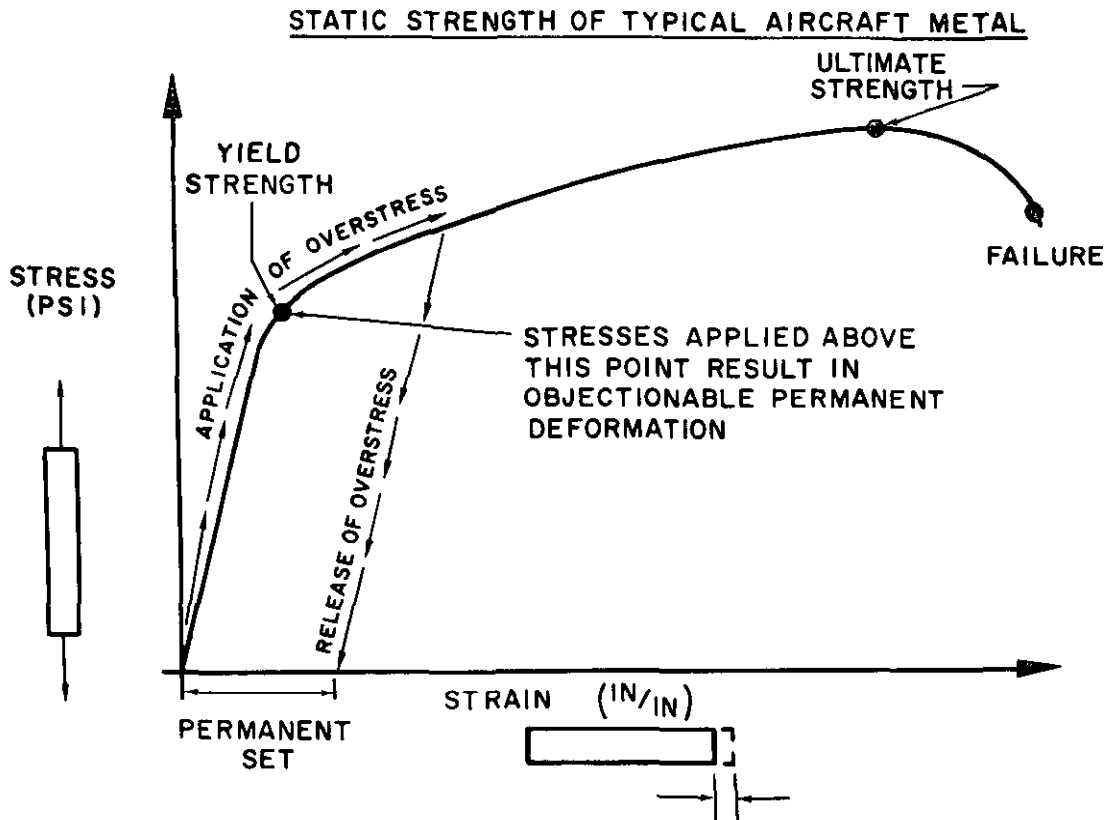 STATIC STRENGTH OF TYPICAL AIRCRAFT METAL
ULTIMATE
STRENGTH
YIELD
STRENGTH
APPLICATION OF OVERSTRESS
FAILURE
STRESS
(PSI)
STRESSES APPLIED ABOVE
THIS POINT RESULT IN
OBJECTIONABLE PERMANENT
DEFORMATION
RELEASE OF OVERSTRESS
STRAIN (IN/IN)
PERMANENT
SET